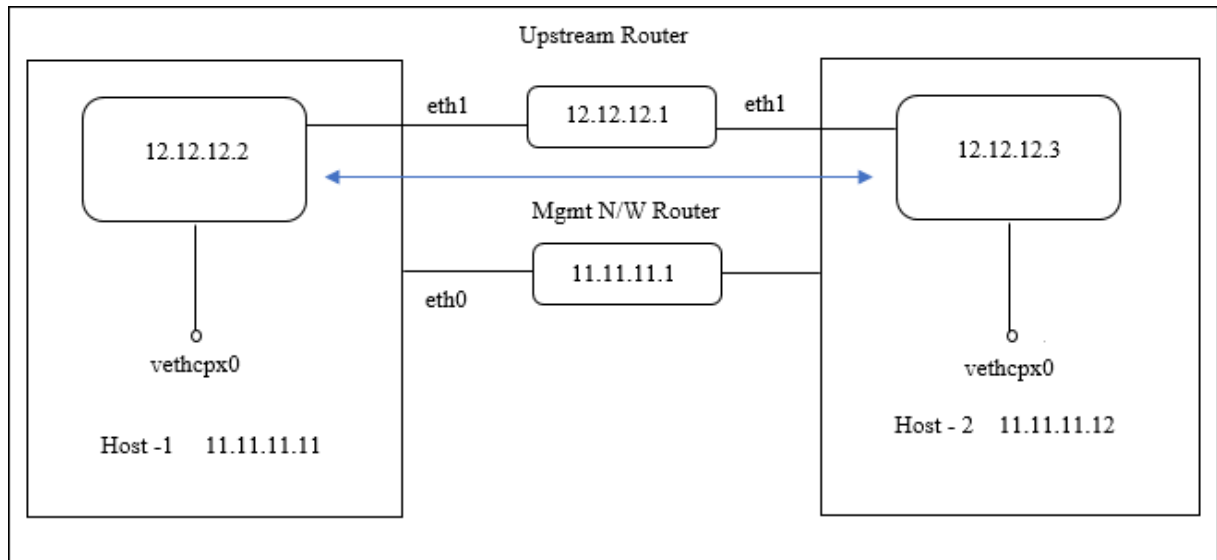 Upstream Router
eth1
12.12.12.1
eth1
12.12.12.2
12.12.12.3
Mgmt N/W Router
11.11.11.1
eth0
vethcpx0
vethcpx0
Host -1 11.11.11.11
Host - 2 11.11.11.12